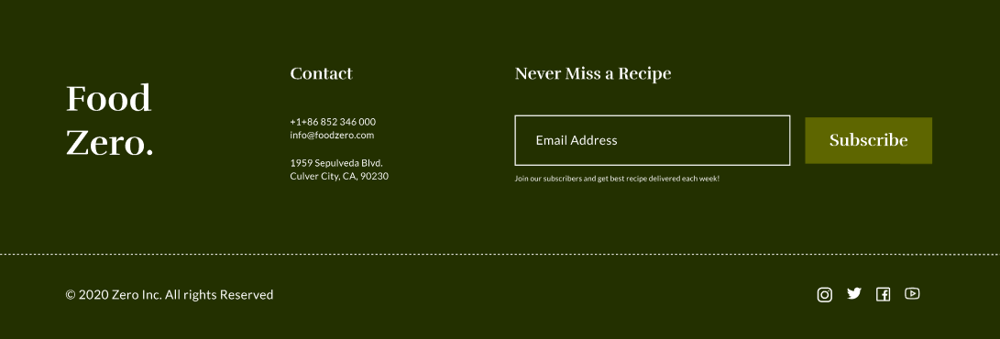 Food
Zero.
Contact
+1+86 852 346 000
info@foodzero.com
1959 Sepulveda Blvd.
Culver City, CA, 90230
Never Miss a Recipe
Email Address
Subscribe
Join our subscribers and get best recipe delivered each week!
© 2020 Zero Inc. All rights Reserved